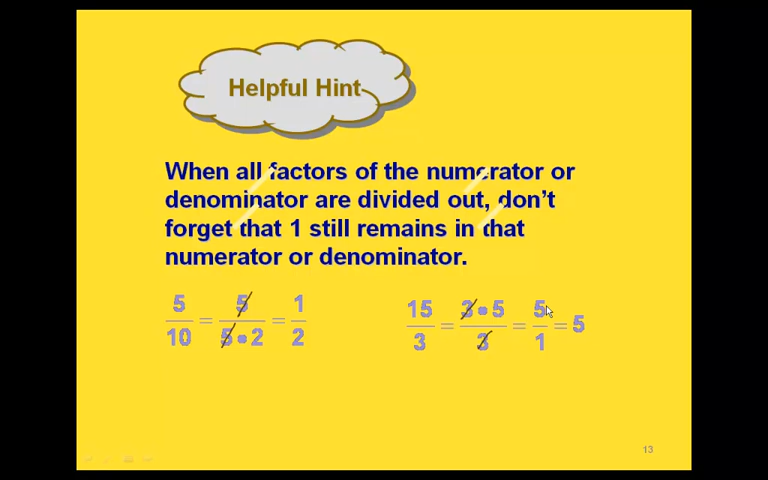 Helpful Hint
When all factors of the numerator or
denominator are divided out, don't
forget that 1 still remains in that
numerator or denominator.
5/10 = 5/5•2 = 1/2
15/3 = 3•5/3 = 5/1 = 5
13